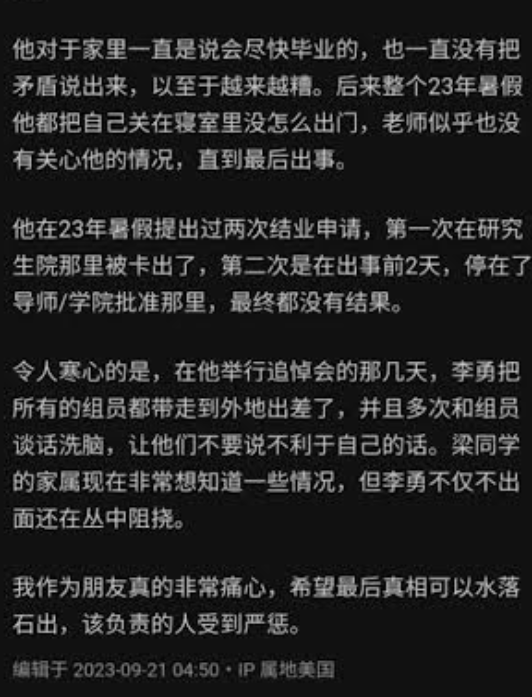 他对于家里一直是说会尽快毕业的，也一直没有把
矛盾说出来，以至于越来越糟。后来整个23年暑假
他都把自己关在寝室里没怎么出门，老师似乎也没
有关心他的情况，直到最后出事。
他在23年暑假提出过两次结业申请，第一次在研究
生院那里被卡出了，第二次是在出事前2天，停在了
导师/学院批准那里，最终都没有结果。
令人寒心的是，在他举行追悼会的那几天，李勇把
所有的组员都带走到外地出差了，并且多次和组员
谈话洗脑，让他们不要说不利于自己的话。梁同学
的家属现在非常想知道一些情况，但李勇不仅不出
面还在丛中阻挠。
我作为朋友真的非常痛心，希望最后真相可以水落
石出，该负责的人受到严惩。
编辑于 2023-09-21 04:50・IP 属地美国